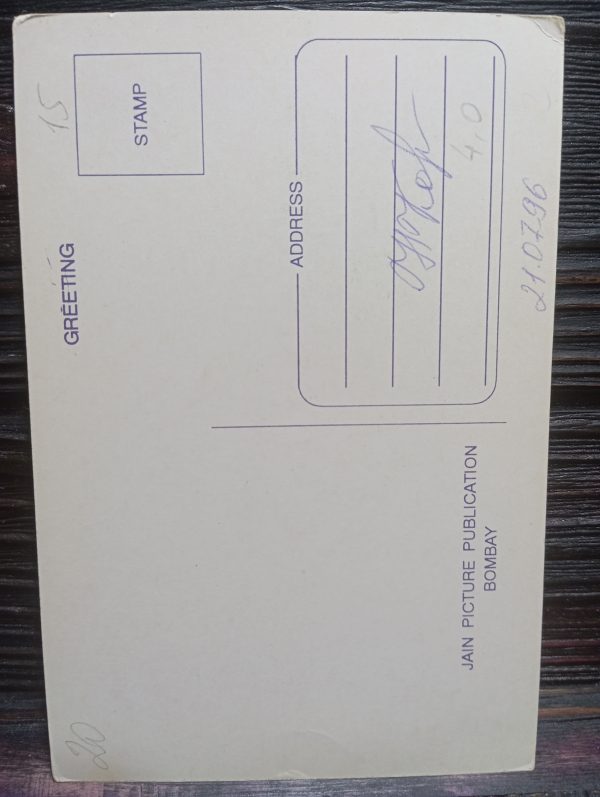 20
15
GREETING
STAMP
ADDRESS
4,0
JAIN PICTURE PUBLICATION
BOMBAY
21.07.96